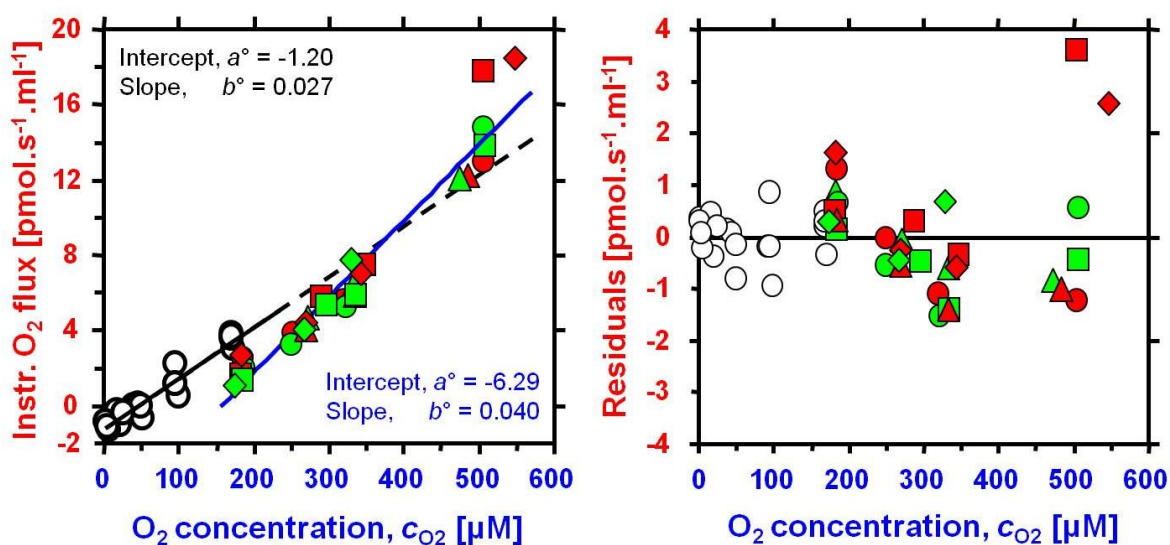 Instr. O₂ flux [pmol.s⁻¹.ml⁻¹]
20
16
12
8
4
0
-2
Intercept, a° = -1.20
Slope, b° = 0.027
Intercept, a° = -6.29
Slope, b° = 0.040
0 100 200 300 400 500 600
O₂ concentration, cO2 [µM]
Residuals [pmol.s⁻¹.ml⁻¹]
4
3
2
1
0
-1
-2
-3
-4
0 100 200 300 400 500 600
O₂ concentration, cO2 [µM]